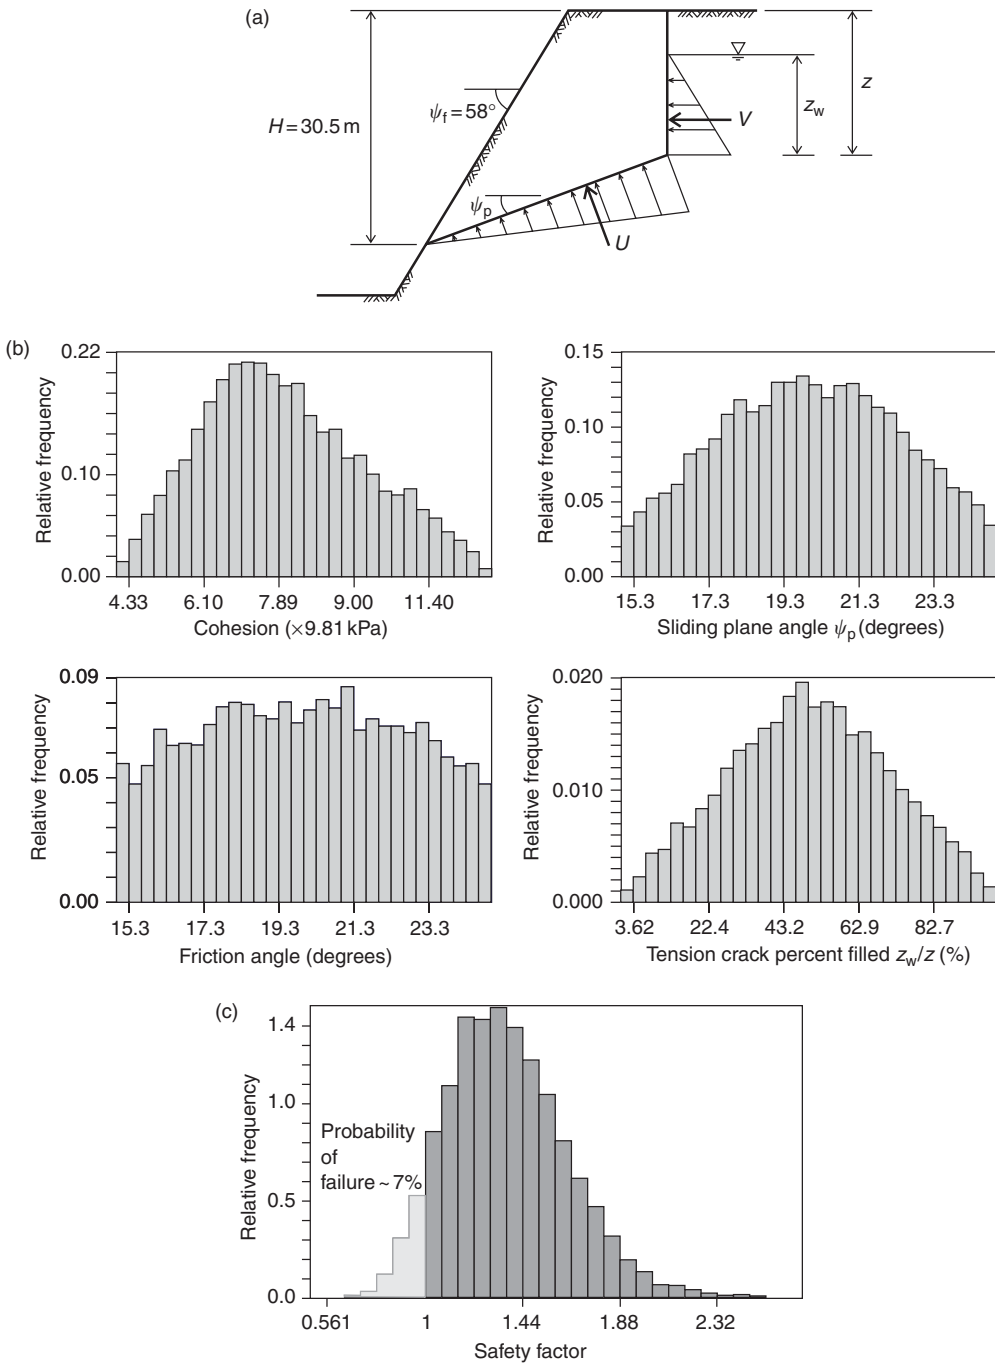 (a)
H = 30.5 m
ψf = 58°
ψp
U
V
zw
z
(b)
Relative frequency
0.22
0.10
0.00
4.33 6.10 7.89 9.00 11.40
Cohesion (×9.81 kPa)
Relative frequency
0.15
0.10
0.05
0.00
15.3 17.3 19.3 21.3 23.3
Sliding plane angle ψp (degrees)
Relative frequency
0.09
0.05
0.00
15.3 17.3 19.3 21.3 23.3
Friction angle (degrees)
Relative frequency
0.020
0.010
0.000
3.62 22.4 43.2 62.9 82.7
Tension crack percent filled zw/z (%)
(c)
Relative frequency
1.4
1.0
0.5
0.0
Probability
of
failure ~ 7%
0.561 1 1.44 1.88 2.32
Safety factor